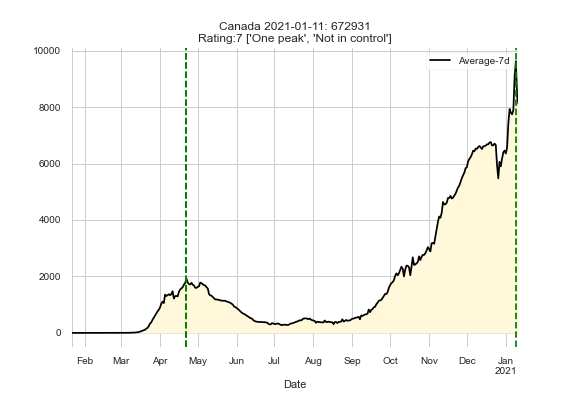 Canada 2021-01-11: 672931
Rating:7 ['One peak', 'Not in control']
Average-7d
10000
8000
6000
4000
2000
0
Feb Mar Apr May Jun Jul Aug Sep Oct Nov Dec Jan
2021
Date